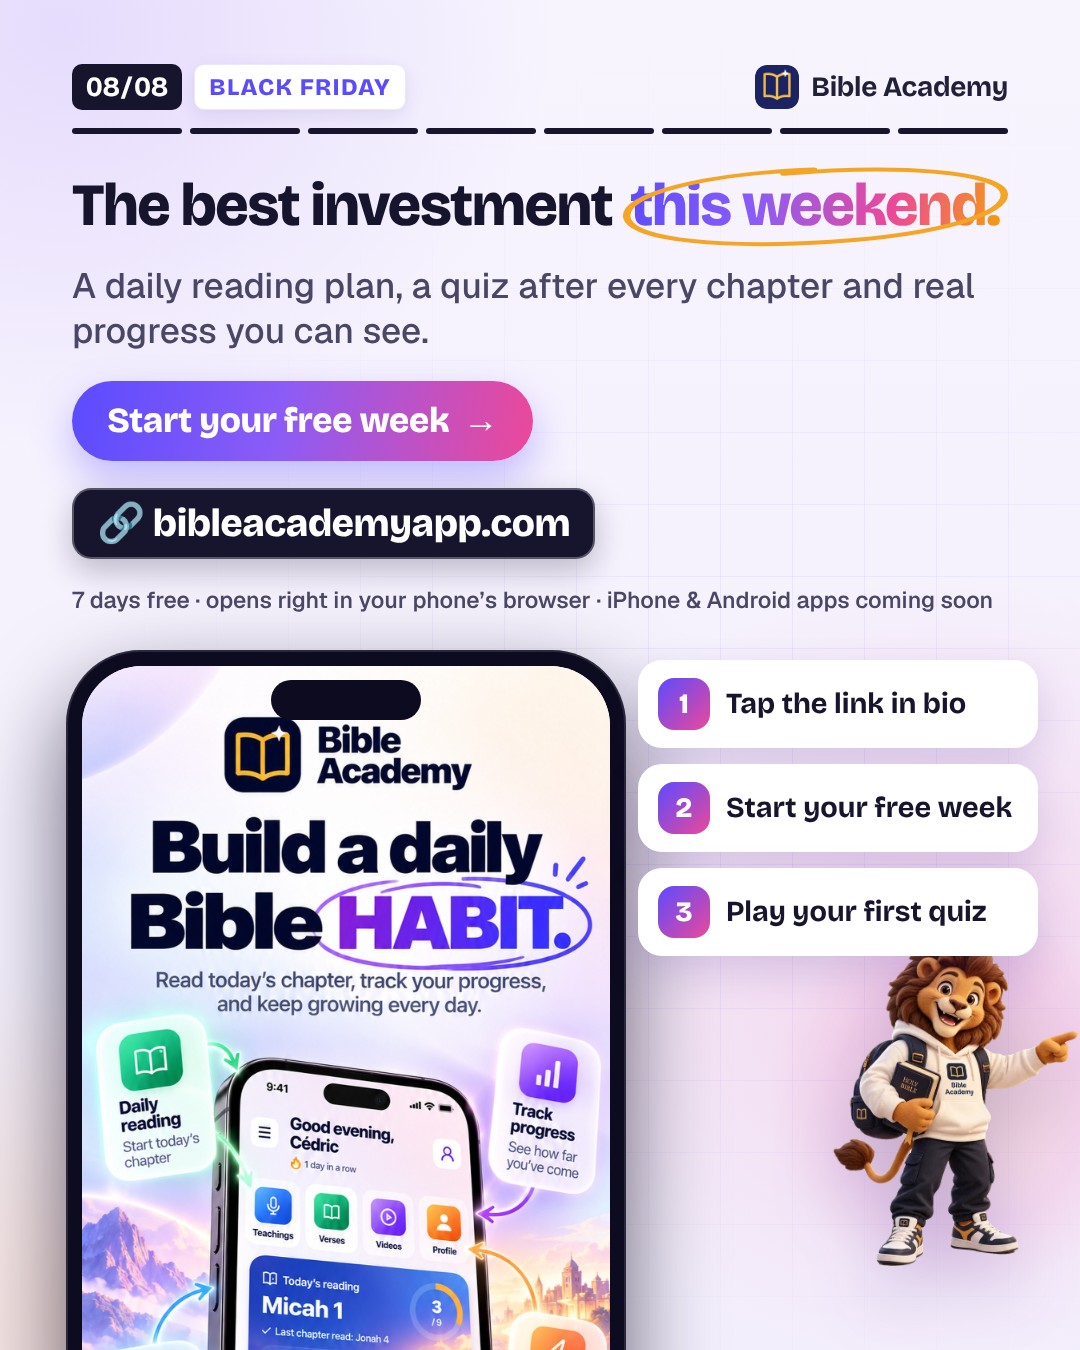 08/08
BLACK FRIDAY
Bible Academy
The best investment this weekend.
A daily reading plan, a quiz after every chapter and real
progress you can see.
Start your free week →
bibleacademyapp.com
7 days free · opens right in your phone’s browser · iPhone & Android apps coming soon
Bible
Academy
Build a daily
Bible HABIT.
Read today’s chapter, track your progress,
and keep growing every day.
Daily
reading
Start today’s
chapter
9:41
Good evening,
Cédric
1 day in a row
Teachings
Verses
Videos
Profile
Today’s reading
Micah 1
Last chapter read: Jonah 4
3
/9
Track
progress
See how far
you’ve come
1 Tap the link in bio
2 Start your free week
3 Play your first quiz
HOLY
BIBLE
Bible
Academy